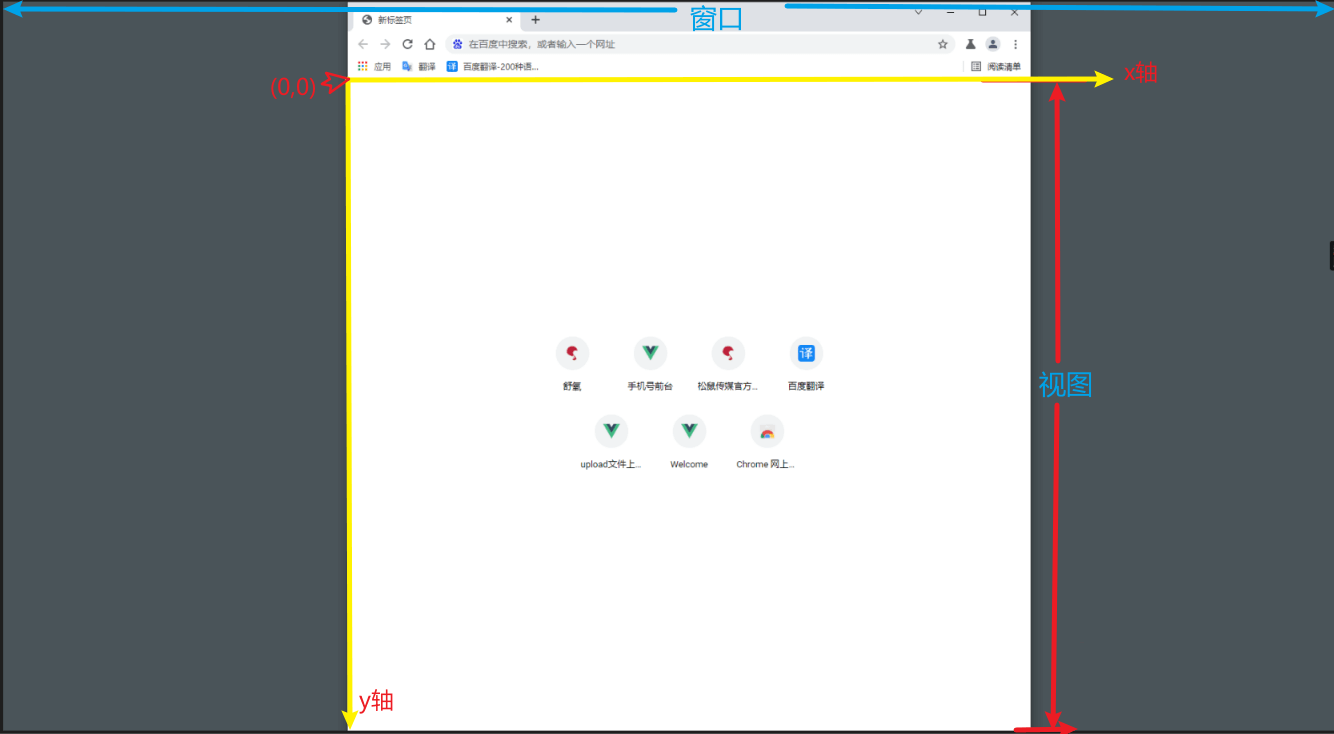 窗口
新标签页
在百度中搜索，或者输入一个网址
应用 翻译 译 百度翻译-200种语... 阅读清单
(0,0)
x轴
译
舒氰 手机号前台 松鼠传媒官方... 百度翻译
视图
upload文件上... Welcome Chrome 网上...
y轴